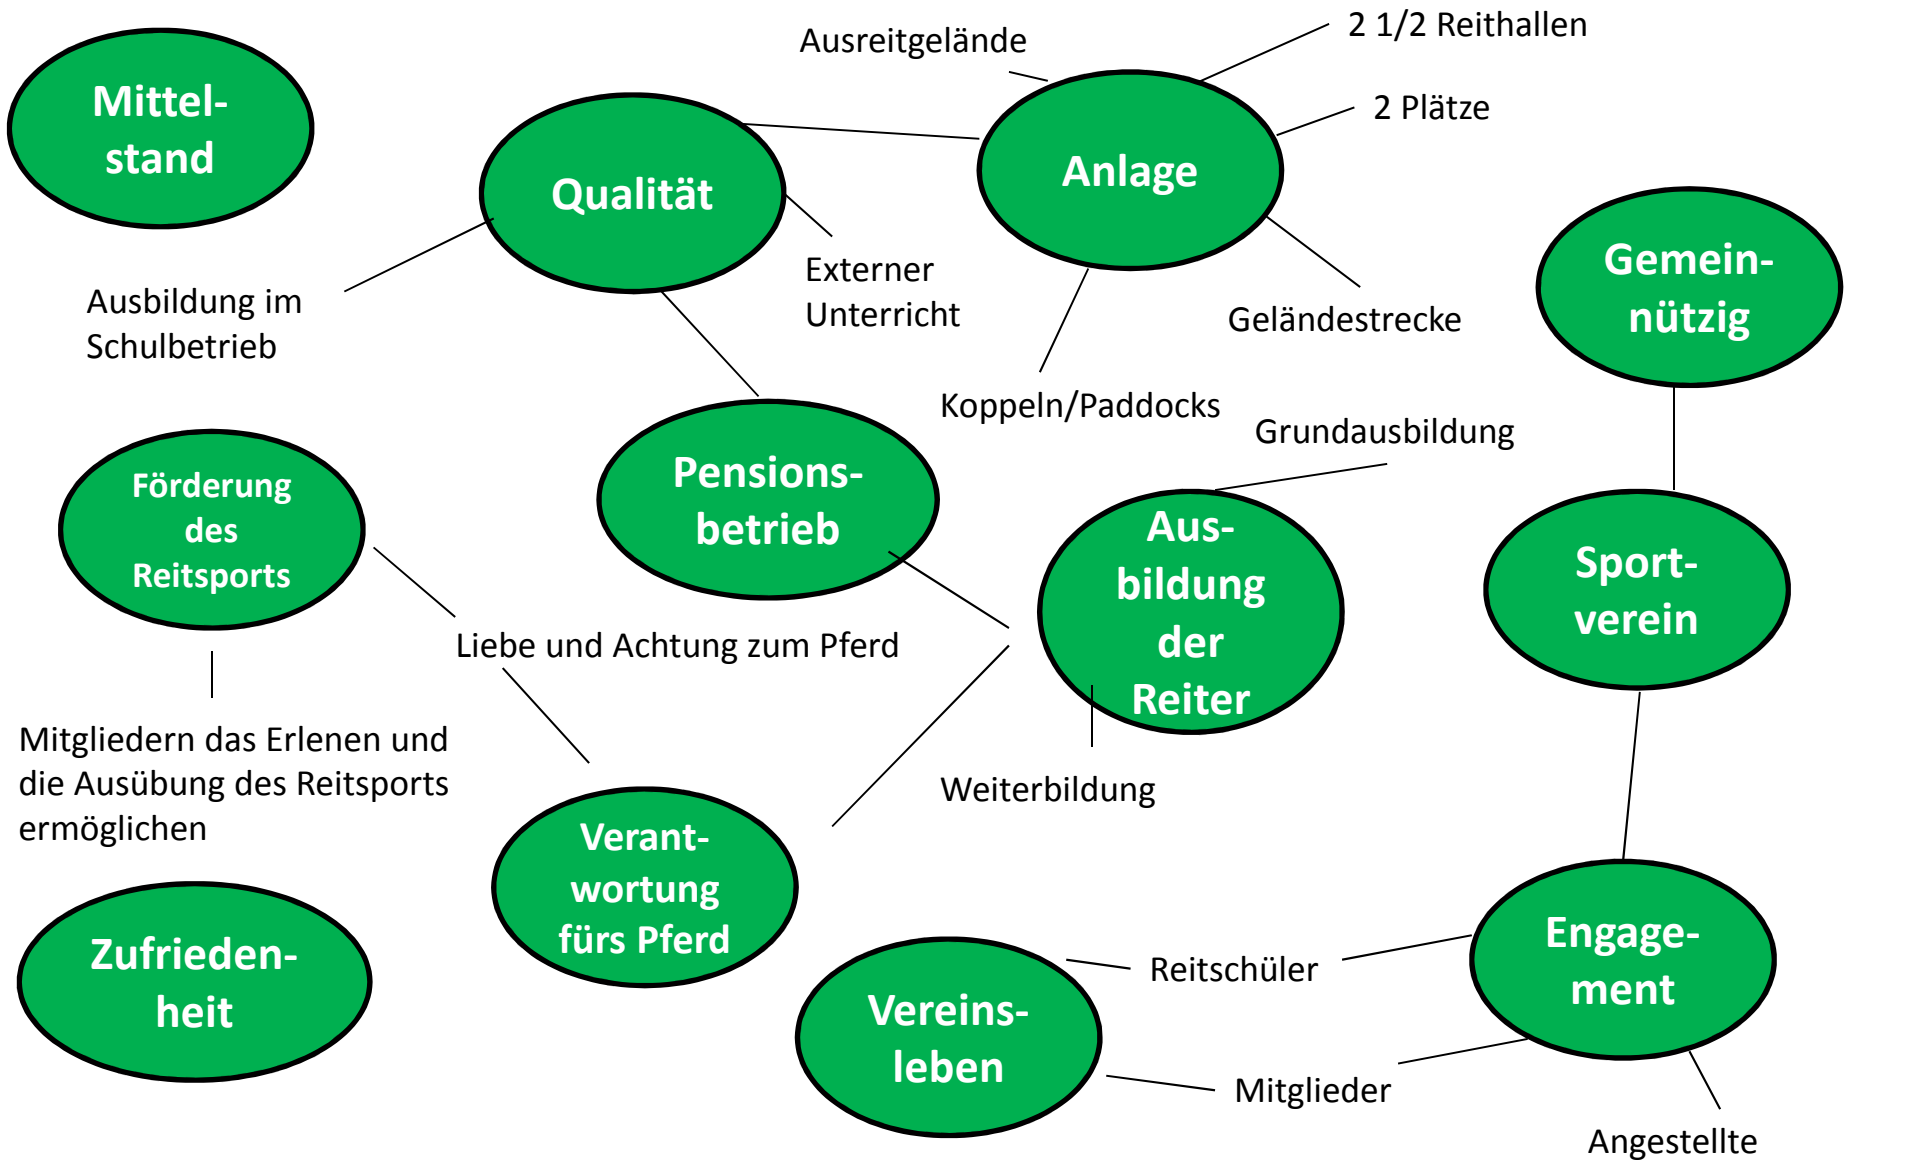 Mittel-
stand
Qualität
Ausreitgelände
2 1/2 Reithallen
2 Plätze
Anlage
Gemein-
nützig
Ausbildung im
Schulbetrieb
Externer
Unterricht
Geländestrecke
Koppeln/Paddocks
Grundausbildung
Förderung
des
Reitsports
Pensions-
betrieb
Aus-
bildung
der
Reiter
Sport-
verein
Liebe und Achtung zum Pferd
Mitgliedern das Erlenen und
die Ausübung des Reitsports
ermöglichen
Weiterbildung
Verant-
wortung
fürs Pferd
Zufrieden-
heit
Vereins-
leben
Reitschüler
Engage-
ment
Mitglieder
Angestellte